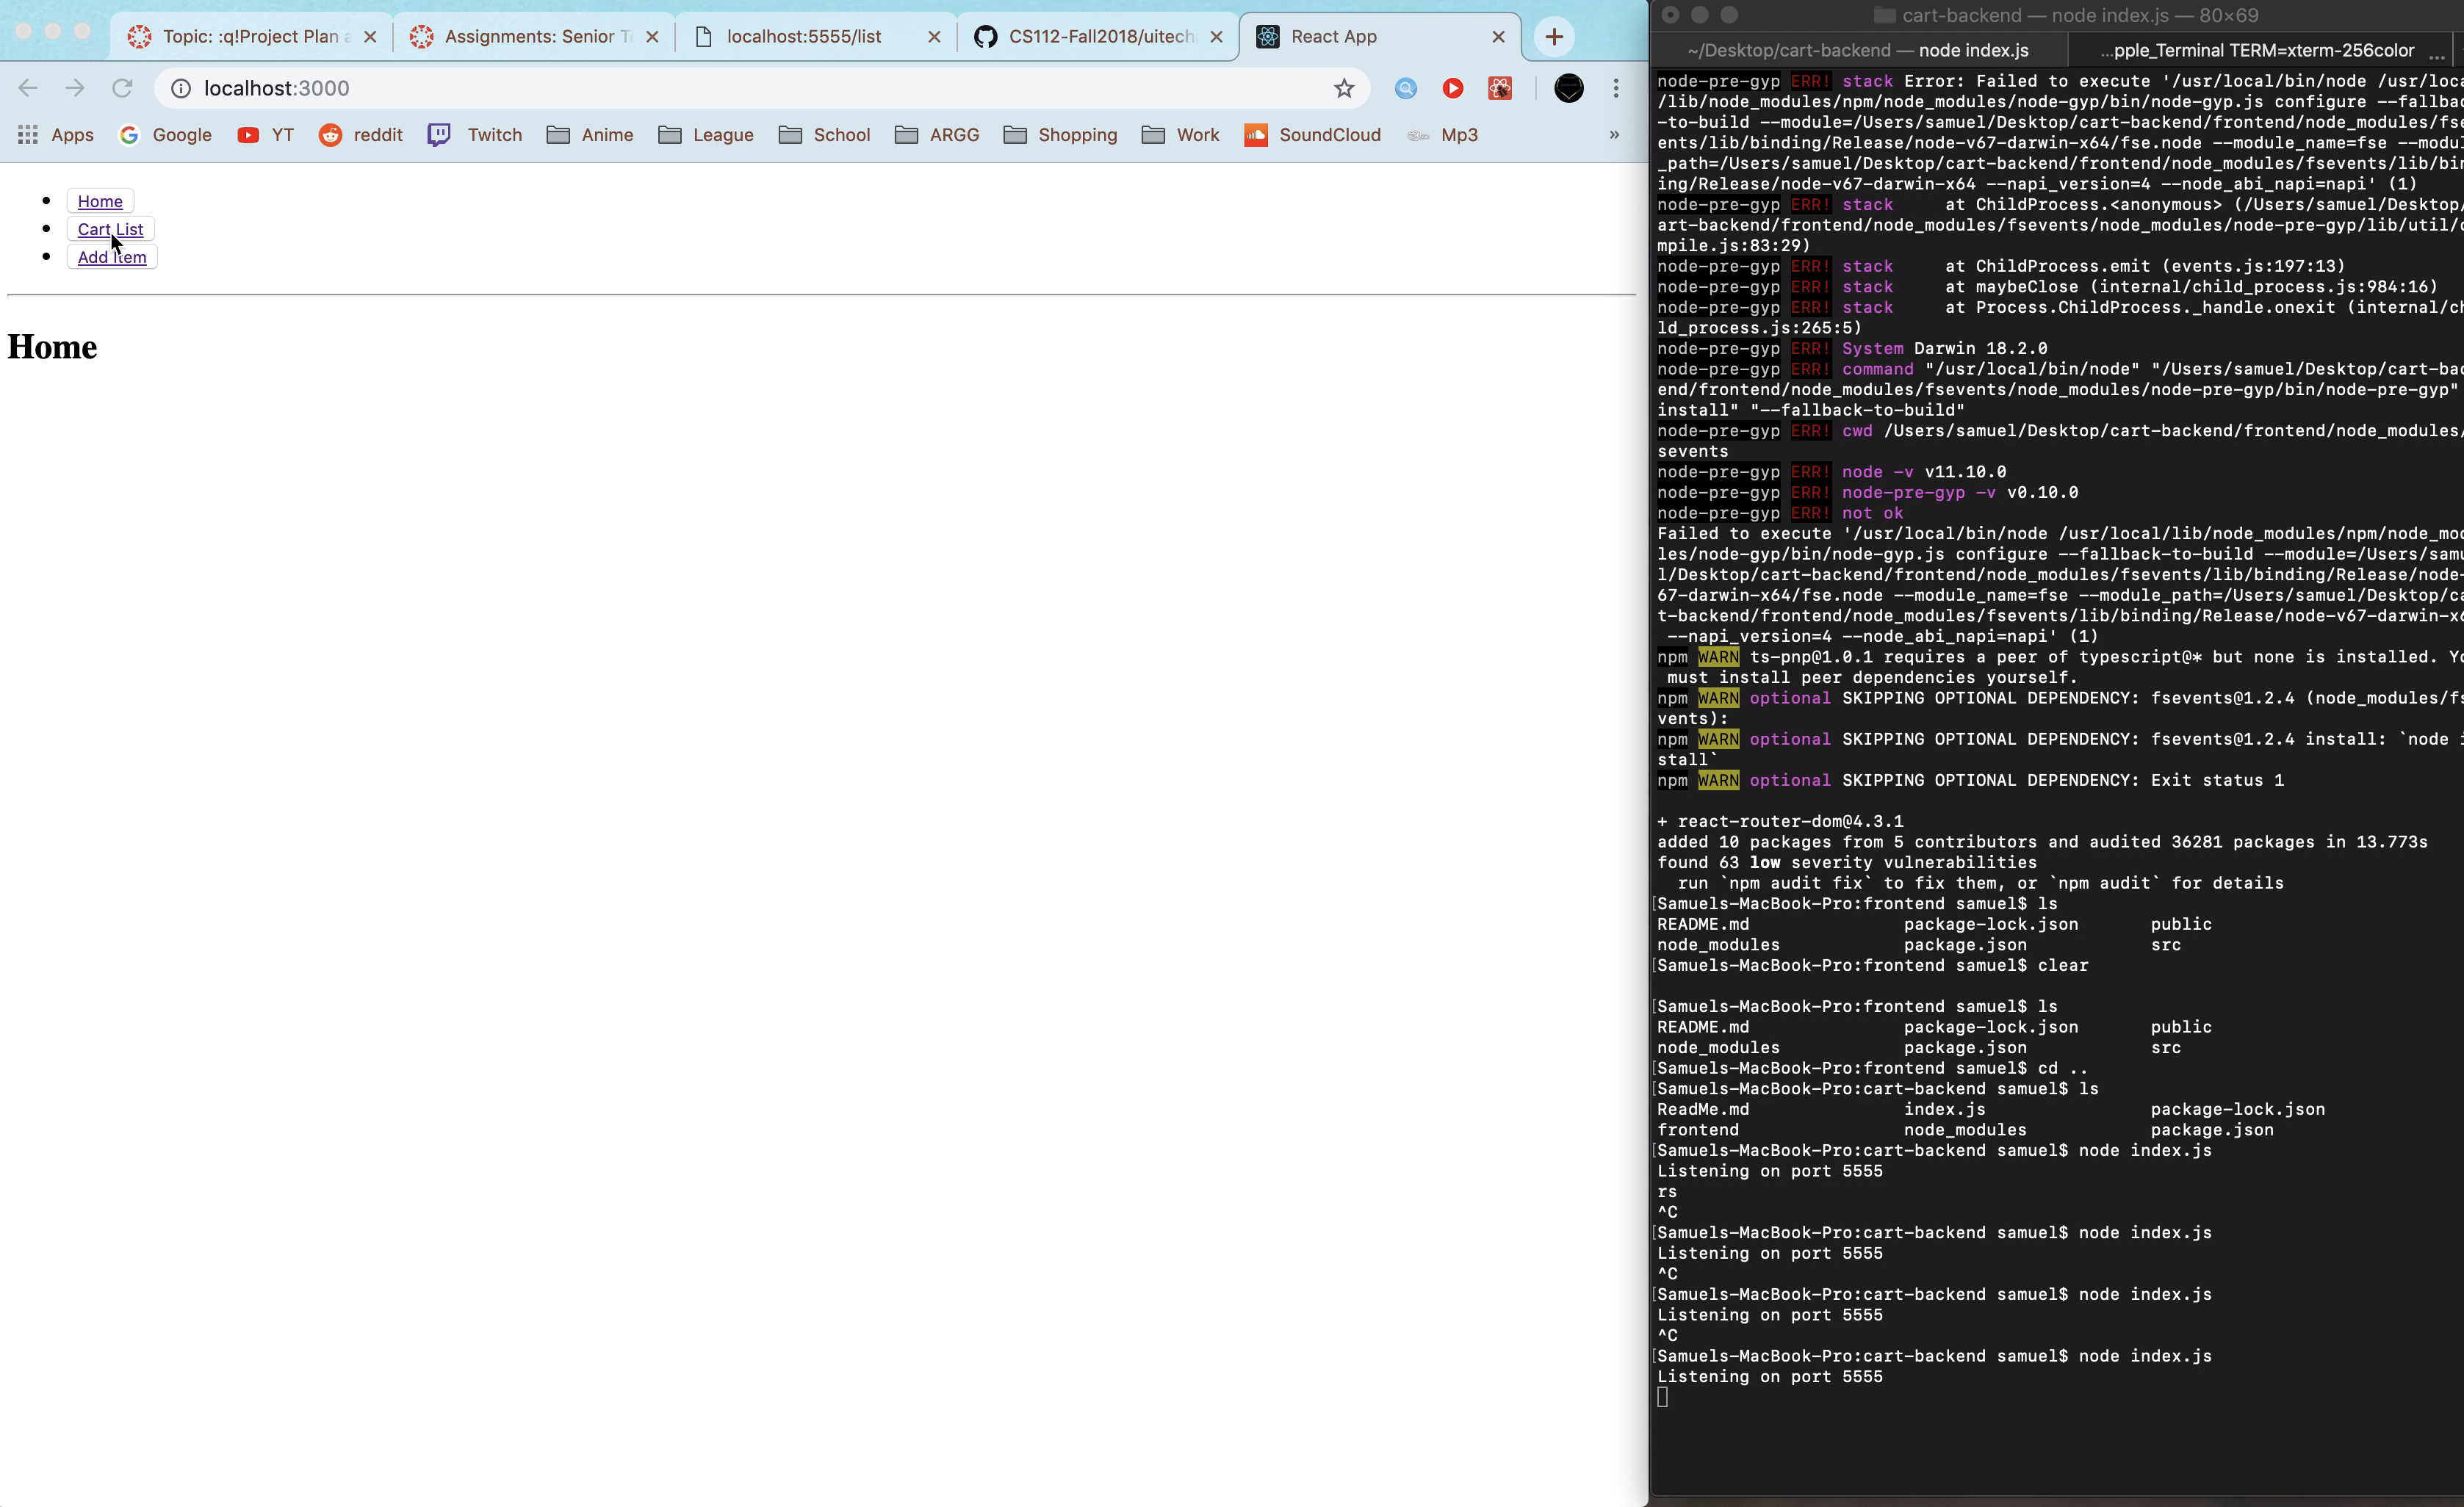 Topic: :q!Project Plan a
Assignments: Senior Te
localhost:5555/list
CS112-Fall2018/uitech
React App
localhost:3000
Apps
Google
YT
reddit
Twitch
Anime
League
School
ARGG
Shopping
Work
SoundCloud
Mp3
»
Home
Cart List
Add Item
Home
cart-backend — node index.js — 80×69
~/Desktop/cart-backend — node index.js
...pple_Terminal TERM=xterm-256color ...
node-pre-gyp ERR! stack Error: Failed to execute '/usr/local/bin/node /usr/loca
/lib/node_modules/npm/node_modules/node-gyp/bin/node-gyp.js configure --fallba
-to-build --module=/Users/samuel/Desktop/cart-backend/frontend/node_modules/fse
ents/lib/binding/Release/node-v67-darwin-x64/fse.node --module_name=fse --modu
_path=/Users/samuel/Desktop/cart-backend/frontend/node_modules/fsevents/lib/bin
ing/Release/node-v67-darwin-x64 --napi_version=4 --node_abi_napi=napi' (1)
node-pre-gyp ERR! stack     at ChildProcess.<anonymous> (/Users/samuel/Desktop/
art-backend/frontend/node_modules/fsevents/node_modules/node-pre-gyp/lib/util/c
mpile.js:83:29)
node-pre-gyp ERR! stack     at ChildProcess.emit (events.js:197:13)
node-pre-gyp ERR! stack     at maybeClose (internal/child_process.js:984:16)
node-pre-gyp ERR! stack     at Process.ChildProcess._handle.onexit (internal/ch
ld_process.js:265:5)
node-pre-gyp ERR! System Darwin 18.2.0
node-pre-gyp ERR! command "/usr/local/bin/node" "/Users/samuel/Desktop/cart-bac
end/frontend/node_modules/fsevents/node_modules/node-pre-gyp/bin/node-pre-gyp"
install" "--fallback-to-build"
node-pre-gyp ERR! cwd /Users/samuel/Desktop/cart-backend/frontend/node_modules/
sevents
node-pre-gyp ERR! node -v v11.10.0
node-pre-gyp ERR! node-pre-gyp -v v0.10.0
node-pre-gyp ERR! not ok
Failed to execute '/usr/local/bin/node /usr/local/lib/node_modules/npm/node_mod
les/node-gyp/bin/node-gyp.js configure --fallback-to-build --module=/Users/samu
l/Desktop/cart-backend/frontend/node_modules/fsevents/lib/binding/Release/node-
67-darwin-x64/fse.node --module_name=fse --module_path=/Users/samuel/Desktop/ca
t-backend/frontend/node_modules/fsevents/lib/binding/Release/node-v67-darwin-x6
--napi_version=4 --node_abi_napi=napi' (1)
npm WARN ts-pnp@1.0.1 requires a peer of typescript@* but none is installed. Yo
must install peer dependencies yourself.
npm WARN optional SKIPPING OPTIONAL DEPENDENCY: fsevents@1.2.4 (node_modules/fs
vents):
npm WARN optional SKIPPING OPTIONAL DEPENDENCY: fsevents@1.2.4 install: `node i
stall`
npm WARN optional SKIPPING OPTIONAL DEPENDENCY: Exit status 1
+ react-router-dom@4.3.1
added 10 packages from 5 contributors and audited 36281 packages in 13.773s
found 63 low severity vulnerabilities
run `npm audit fix` to fix them, or `npm audit` for details
[Samuels-MacBook-Pro:frontend samuel$ ls
README.md package-lock.json public
node_modules package.json src
[Samuels-MacBook-Pro:frontend samuel$ clear
[Samuels-MacBook-Pro:frontend samuel$ ls
README.md package-lock.json public
node_modules package.json src
[Samuels-MacBook-Pro:frontend samuel$ cd ..
[Samuels-MacBook-Pro:cart-backend samuel$ ls
ReadMe.md index.js package-lock.json
frontend node_modules package.json
[Samuels-MacBook-Pro:cart-backend samuel$ node index.js
Listening on port 5555
rs
^C
[Samuels-MacBook-Pro:cart-backend samuel$ node index.js
Listening on port 5555
^C
[Samuels-MacBook-Pro:cart-backend samuel$ node index.js
Listening on port 5555
^C
[Samuels-MacBook-Pro:cart-backend samuel$ node index.js
Listening on port 5555